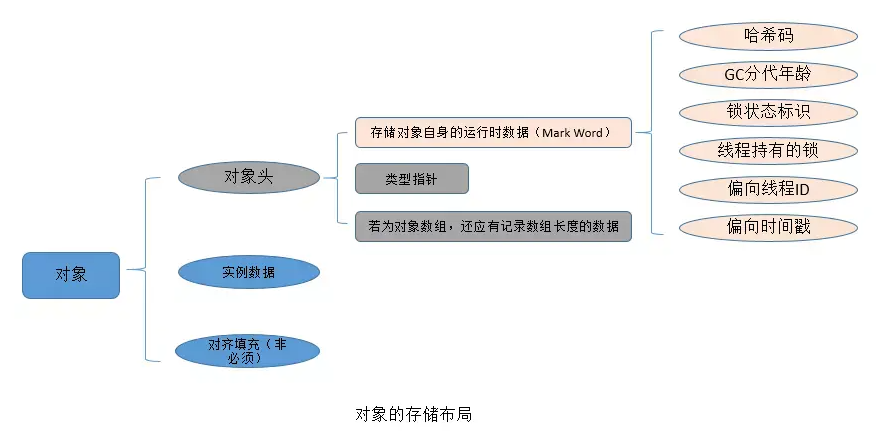 对象
对象头
实例数据
对齐填充（非
必须）
存储对象自身的运行时数据（Mark Word）
类型指针
若为对象数组，还应有记录数组长度的数据
哈希码
GC分代年龄
锁状态标识
线程持有的锁
偏向线程ID
偏向时间戳
对象的存储布局